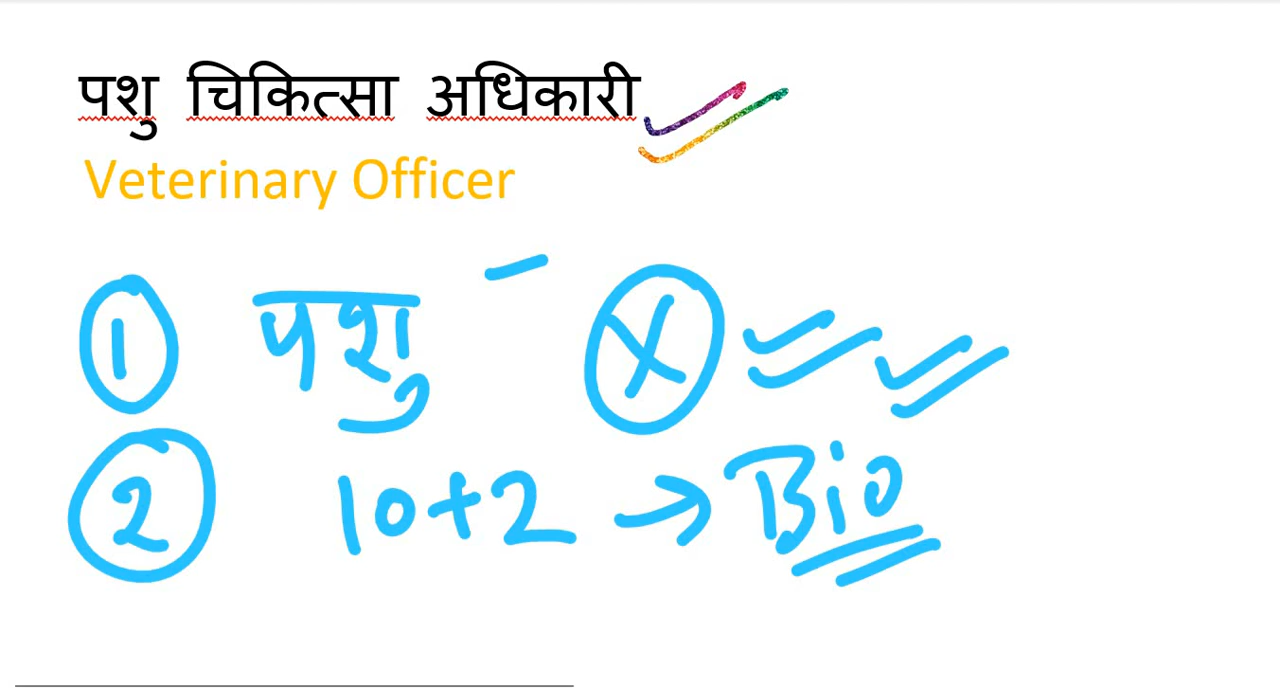 पशु चिकित्सा अधिकारी
Veterinary Officer
1 पशु - X
2 10+2 → Bio